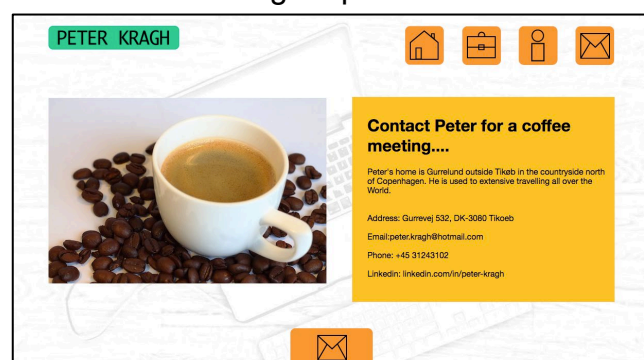 PETER KRAGH
Contact Peter for a coffee
meeting....
Peter's home is Gurrelund outside Tikøb in the countryside north
of Copenhagen. He is used to extensive travelling all over the
World.
Address: Gurrevej 532, DK-3080 Tikoeb
Email:peter.kragh@hotmail.com
Phone: +45 31243102
Linkedin: linkedin.com/in/peter-kragh